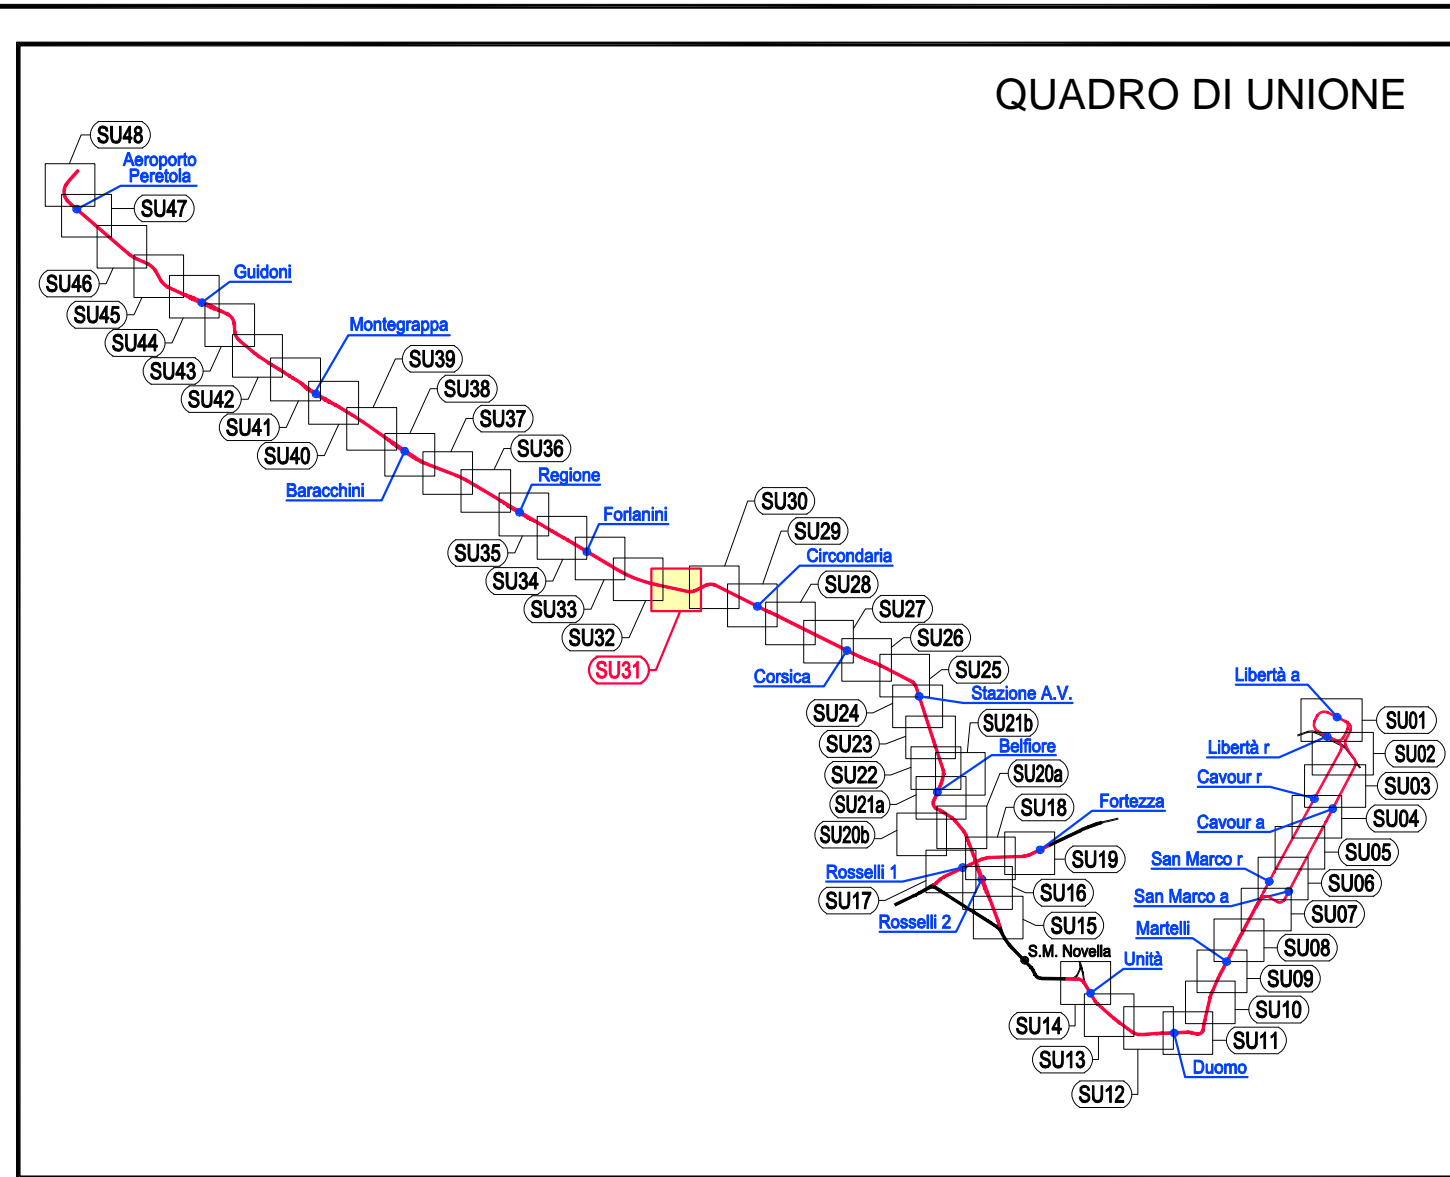 QUADRO DI UNIONE
SU48
Aeroporto
Peretola
SU47
SU46
Guidoni
SU45
SU44
Montegrappa
SU43
SU39
SU42
SU38
SU41
SU37
SU40
SU36
Baracchini
Regione
SU35
Forlanini
SU30
SU34
SU29
SU33
Circondaria
SU32
SU28
SU31
SU27
SU26
Corsica
SU25
Stazione A.V.
Libertà a
SU24
SU21b
SU01
SU23
Belfiore
Libertà r
SU02
SU22
SU20a
Cavour r
SU03
SU21a
SU18
Fortezza
Cavour a
SU04
SU20b
SU19
SU05
Rosselli 1
San Marco r
SU06
SU17
SU16
San Marco a
SU07
Rosselli 2
SU15
Martelli
SU08
S.M. Novella
Unità
SU09
SU14
SU10
SU13
SU11
Duomo
SU12